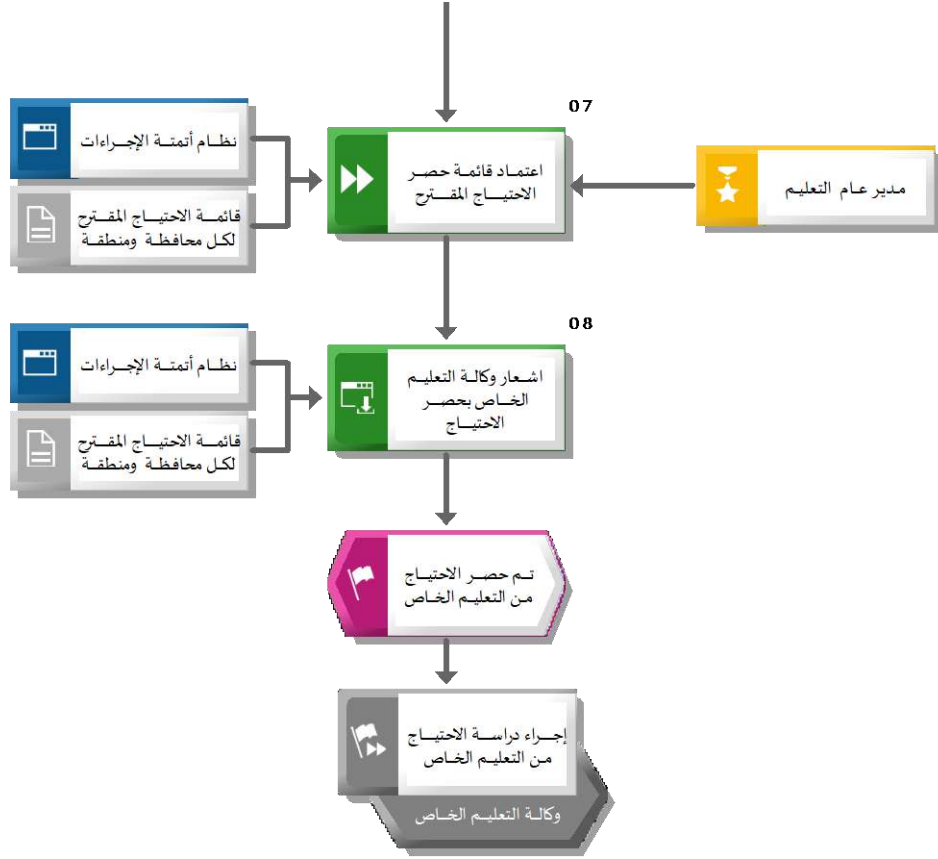 07
نظام أتمتة الإجراءات
قائمة الاحتياج المقترح
لكل محافظة ومنطقة
اعتماد قائمة حصر
الاحتياج المقترح
مدير عام التعليم
08
نظام أتمتة الإجراءات
قائمة الاحتياج المقترح
لكل محافظة ومنطقة
اشعار وكالة التعليم
الخاص بحصر
الاحتياج
تم حصر الاحتياج
من التعليم الخاص
إجراء دراسة الاحتياج
من التعليم الخاص
وكالة التعليم الخاص